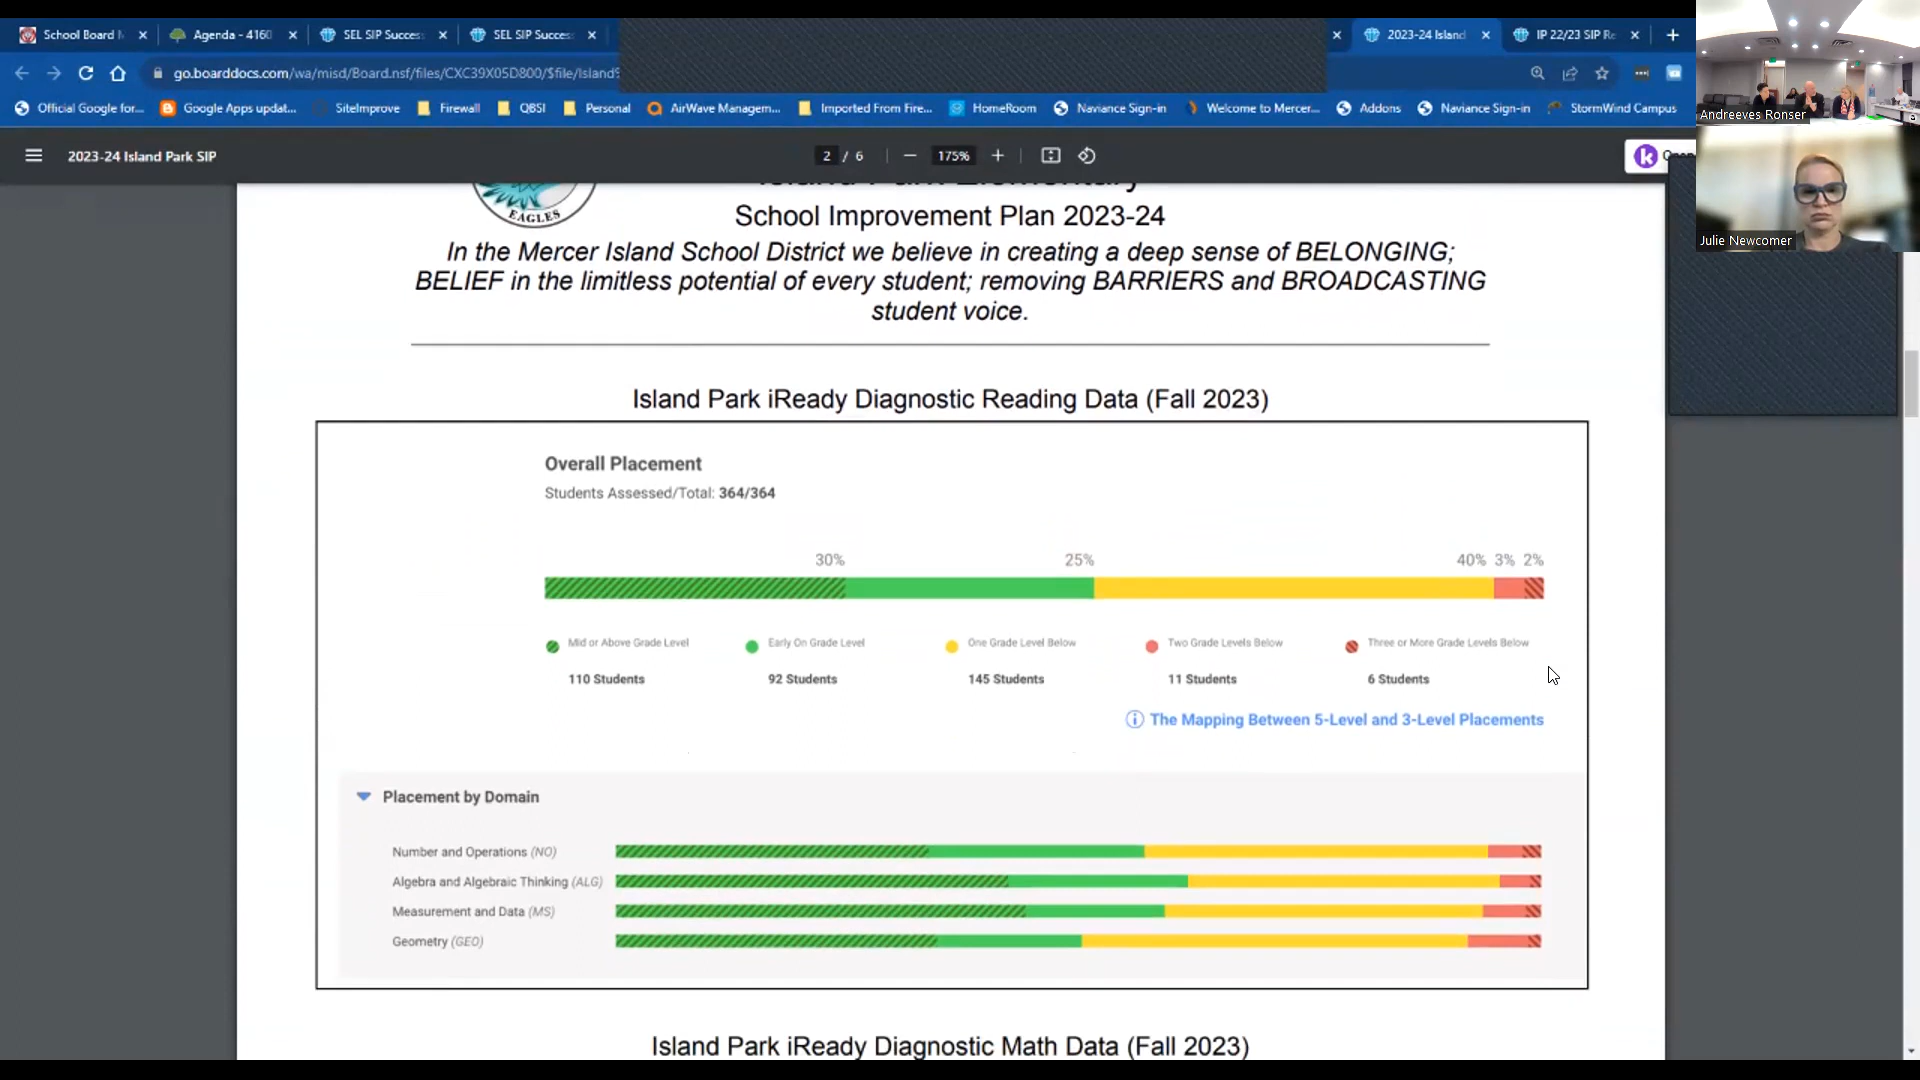 School Board
Agenda - 4160
SEL SIP Succes
SEL SIP Succes
2023-24 Island
IP 22/23 SIP Re
go.boarddocs.com/wa/misd/Board.nsf/files/CXC39X05D800/$file/Island
Official Google for...
Google Apps updat...
SiteImprove
Firewall
QBSI
Personal
AirWave Managem...
Imported From Fire...
HomeRoom
Naviance Sign-in
Welcome to Mercer...
Addons
Naviance Sign-in
StormWind Campus
Andreeves Ronser
2023-24 Island Park SIP
2 / 6
175%
k
Julie Newcomer
EAGLES
Island Park Elementary
School Improvement Plan 2023-24
In the Mercer Island School District we believe in creating a deep sense of BELONGING;
BELIEF in the limitless potential of every student; removing BARRIERS and BROADCASTING
student voice.
Island Park iReady Diagnostic Reading Data (Fall 2023)
Overall Placement
Students Assessed/Total: 364/364
30% 25% 40% 3% 2%
Mid or Above Grade Level
Early On Grade Level
One Grade Level Below
Two Grade Levels Below
Three or More Grade Levels Below
110 Students
92 Students
145 Students
11 Students
6 Students
The Mapping Between 5-Level and 3-Level Placements
Placement by Domain
Number and Operations (NO)
Algebra and Algebraic Thinking (ALG)
Measurement and Data (MS)
Geometry (GEO)
Island Park iReady Diagnostic Math Data (Fall 2023)